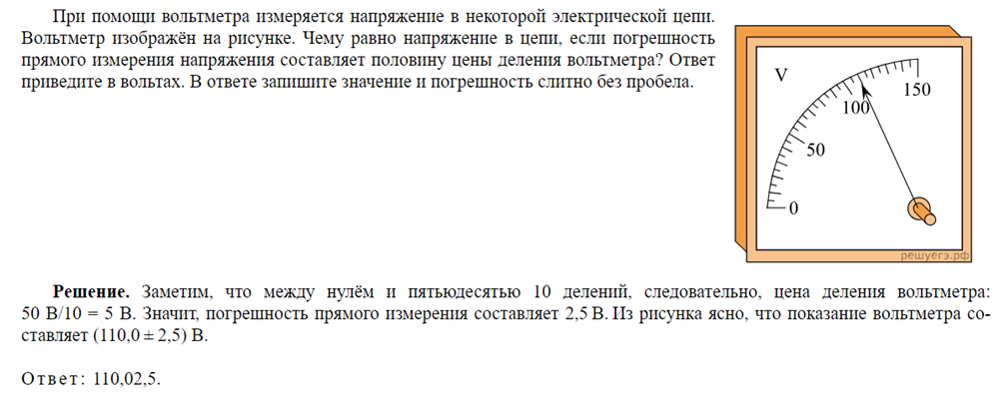 При помощи вольтметра измеряется напряжение в некоторой электрической цепи.
Вольтметр изображён на рисунке. Чему равно напряжение в цепи, если погрешность
прямого измерения напряжения составляет половину цены деления вольтметра? Ответ
приведите в вольтах. В ответе запишите значение и погрешность слитно без пробела.
V
150
100
50
0
решуегэ.рф
Решение. Заметим, что между нулём и пятьюдесятью 10 делений, следовательно, цена деления вольтметра:
50 В/10 = 5 В. Значит, погрешность прямого измерения составляет 2,5 В. Из рисунка ясно, что показание вольтметра со-
ставляет (110,0 ± 2,5) В.
Ответ: 110,02,5.